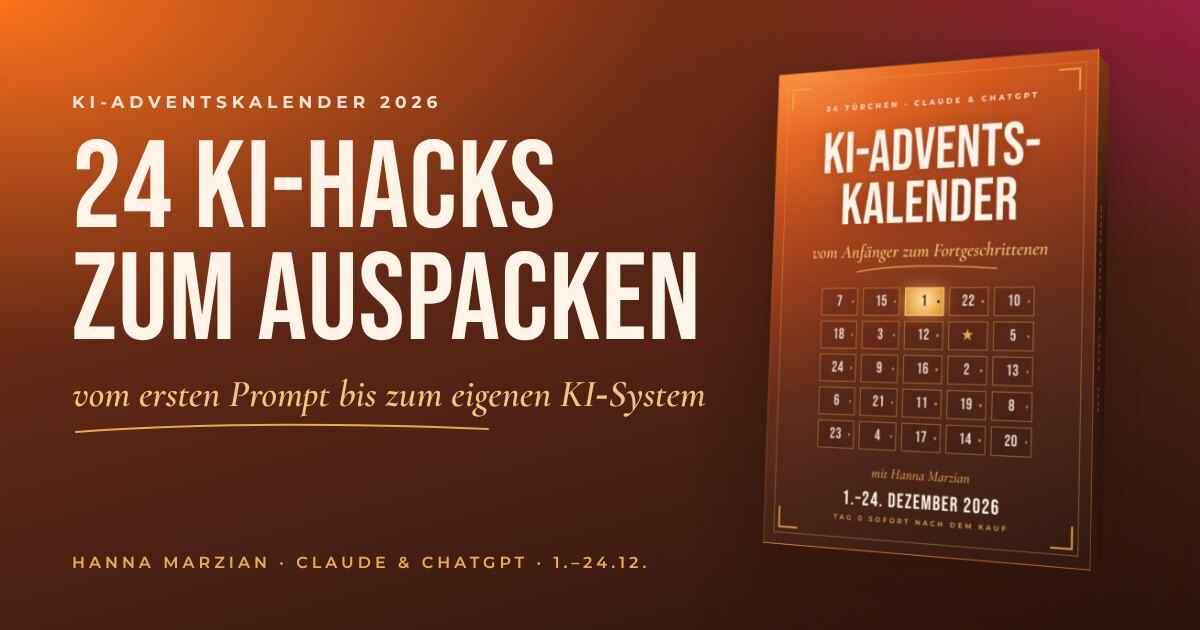 KI-ADVENTSKALENDER 2026
24 KI-HACKS
ZUM AUSPACKEN
vom ersten Prompt bis zum eigenen KI-System
HANNA MARZIAN · CLAUDE & CHATGPT · 1.–24.12.
24 TÜRCHEN · CLAUDE & CHATGPT
KI-ADVENTS-
KALENDER
vom Anfänger zum Fortgeschrittenen
7 15 1 22 10
18 3 12 ★ 5
24 9 16 2 13
6 21 11 19 8
23 4 17 14 20
mit Hanna Marzian
1.–24. DEZEMBER 2026
TAG 0 SOFORT NACH DEM KAUF